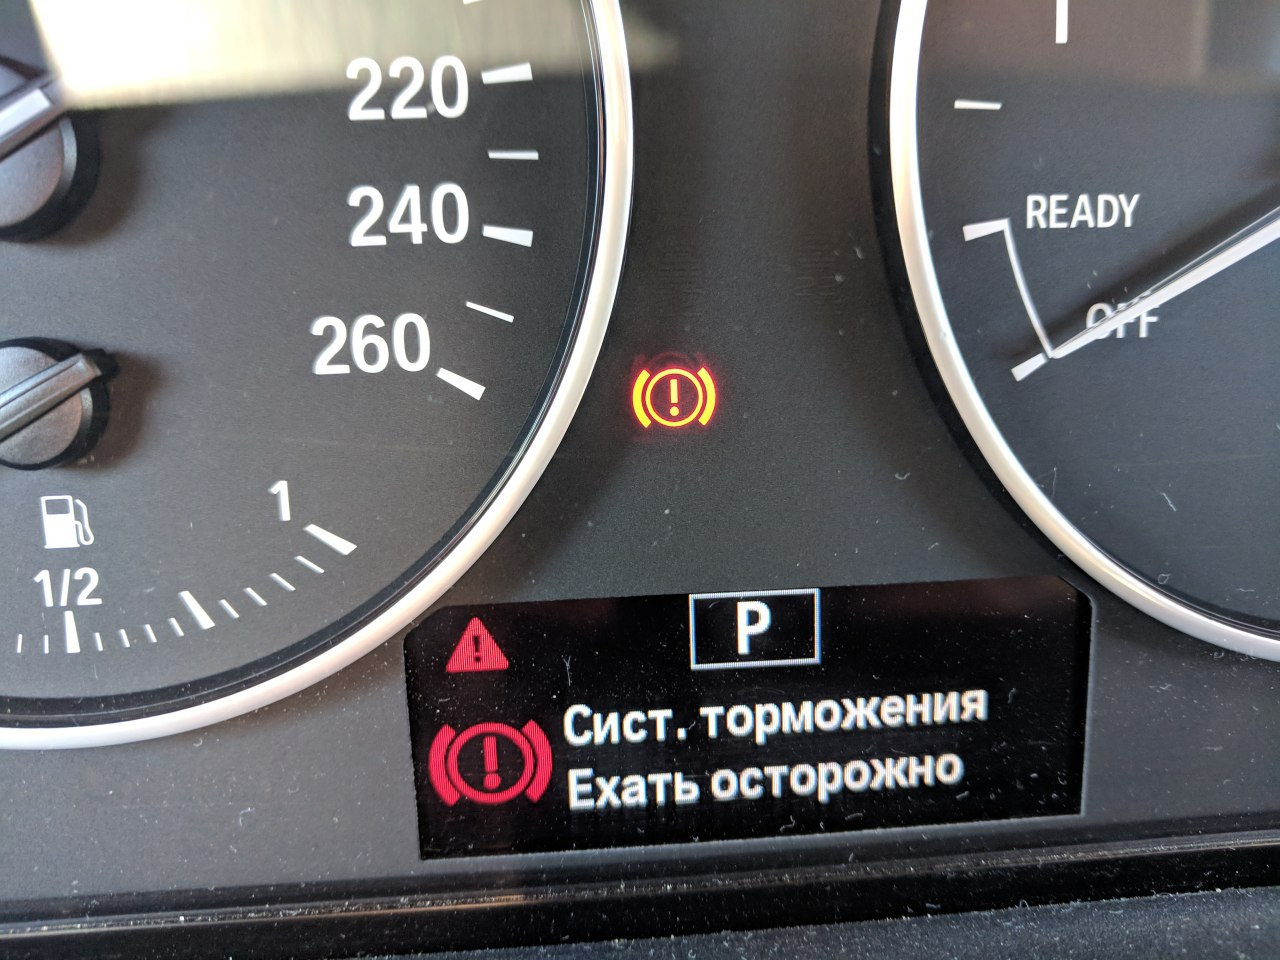 220
240
260
1
1/2
READY
OFF
P
Сист. торможения
Ехать осторожно